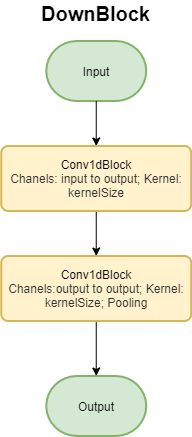 DownBlock
Input
Conv1dBlock
Chanels: input to output; Kernel:
kernelSize
Conv1dBlock
Chanels:output to output; Kernel:
kernelSize; Pooling
Output